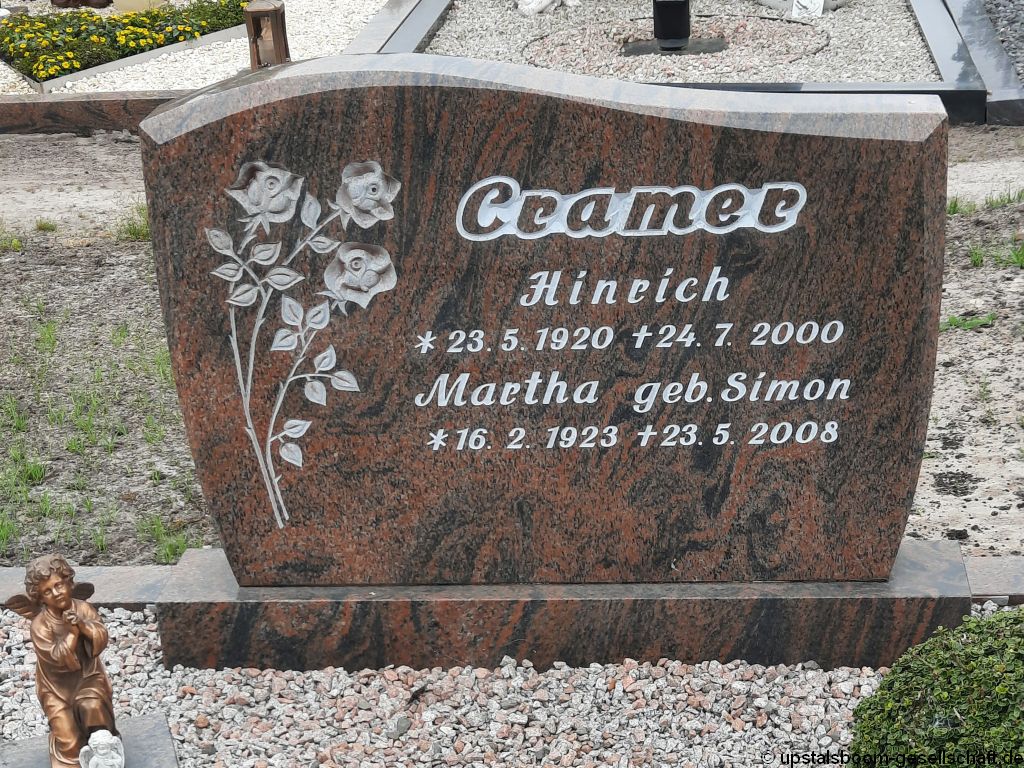 Cramer
Hinrich
* 23. 5. 1920 ✝ 24. 7. 2000
Martha geb. Simon
* 16. 2. 1923 ✝ 23. 5. 2008
© upstalsboom-gesellschaft.de